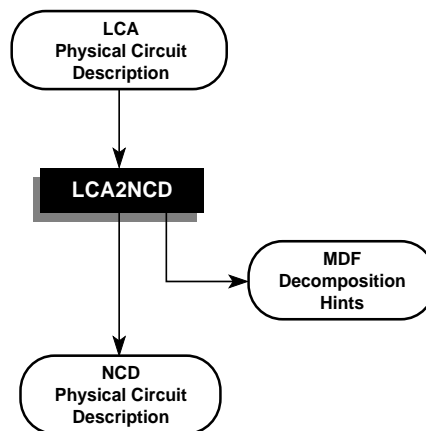 LCA
Physical Circuit
Description
LCA2NCD
MDF
Decomposition
Hints
NCD
Physical Circuit
Description